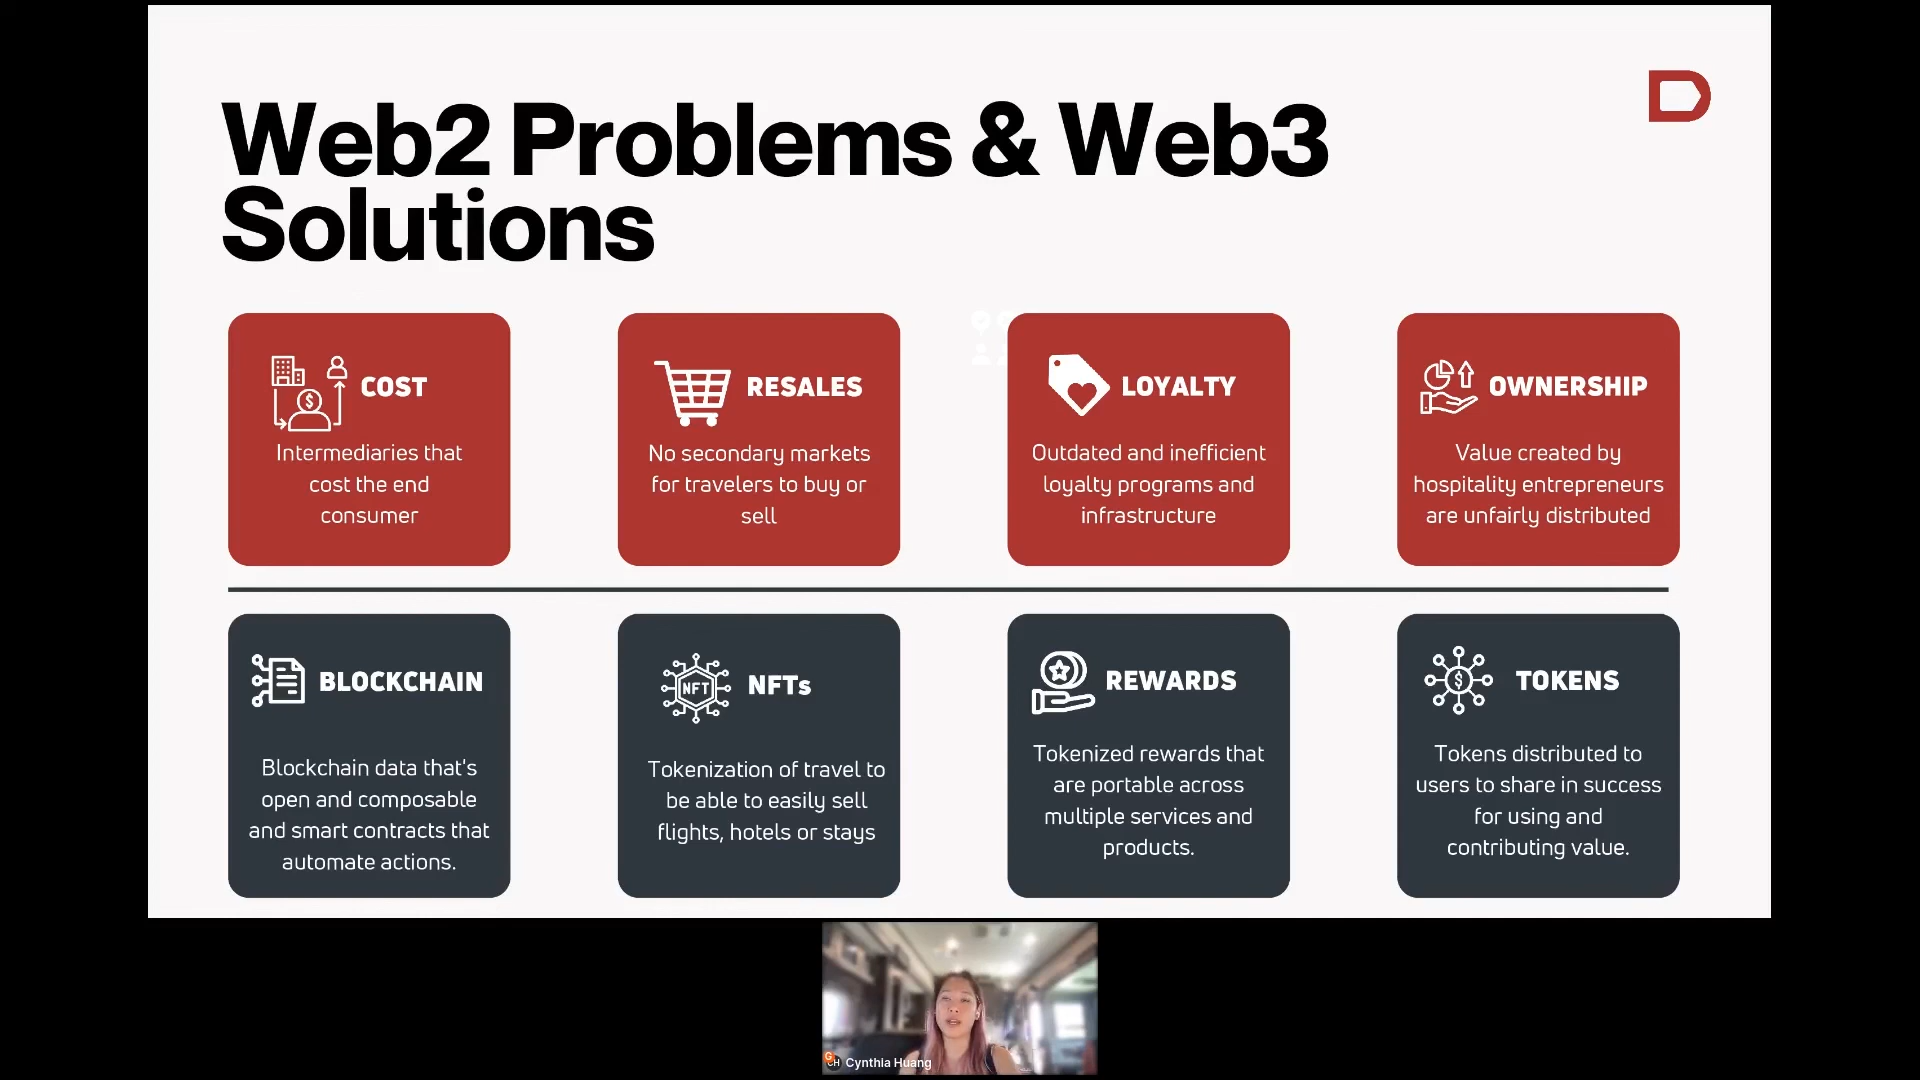 Web2 Problems & Web3
Solutions
COST
Intermediaries that
cost the end
consumer
RESALES
No secondary markets
for travelers to buy or
sell
LOYALTY
Outdated and inefficient
loyalty programs and
infrastructure
OWNERSHIP
Value created by
hospitality entrepreneurs
are unfairly distributed
BLOCKCHAIN
Blockchain data that's
open and composable
and smart contracts that
automate actions.
NFT
NFTs
Tokenization of travel to
be able to easily sell
flights, hotels or stays
REWARDS
Tokenized rewards that
are portable across
multiple services and
products.
TOKENS
Tokens distributed to
users to share in success
for using and
contributing value.
G
CH
Cynthia Huang